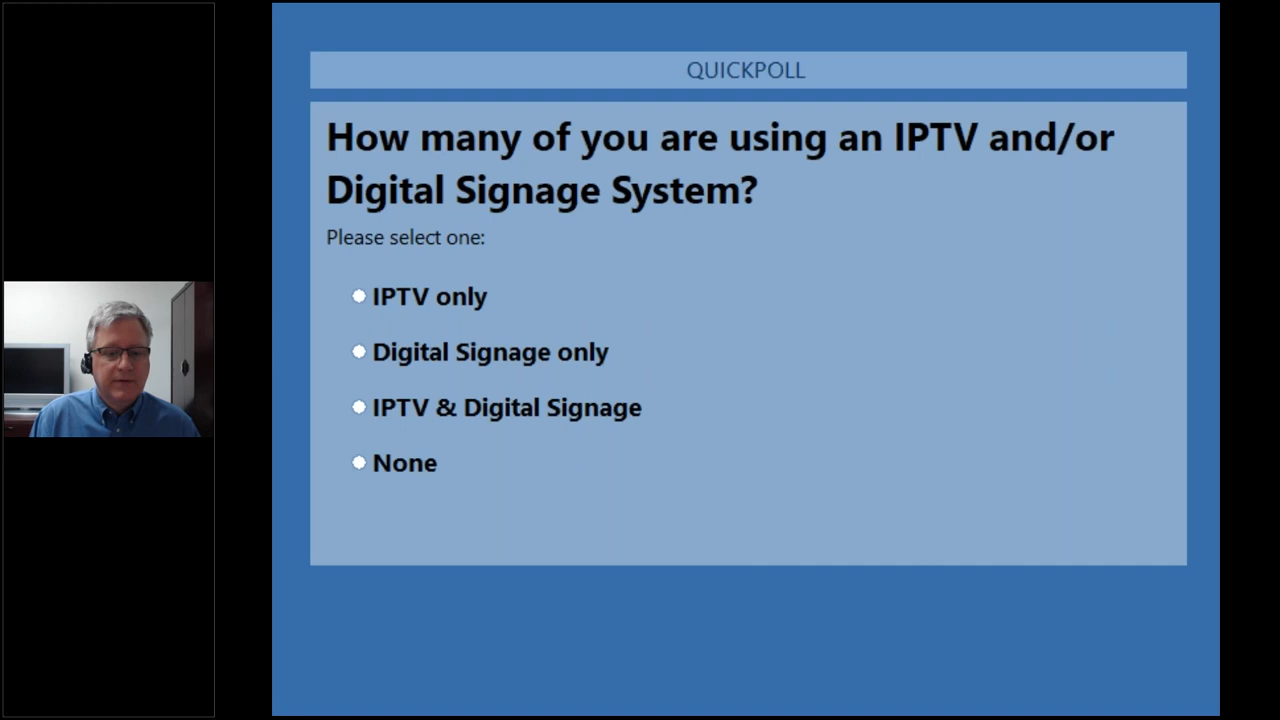 QUICKPOLL
How many of you are using an IPTV and/or
Digital Signage System?
Please select one:
IPTV only
Digital Signage only
IPTV & Digital Signage
None